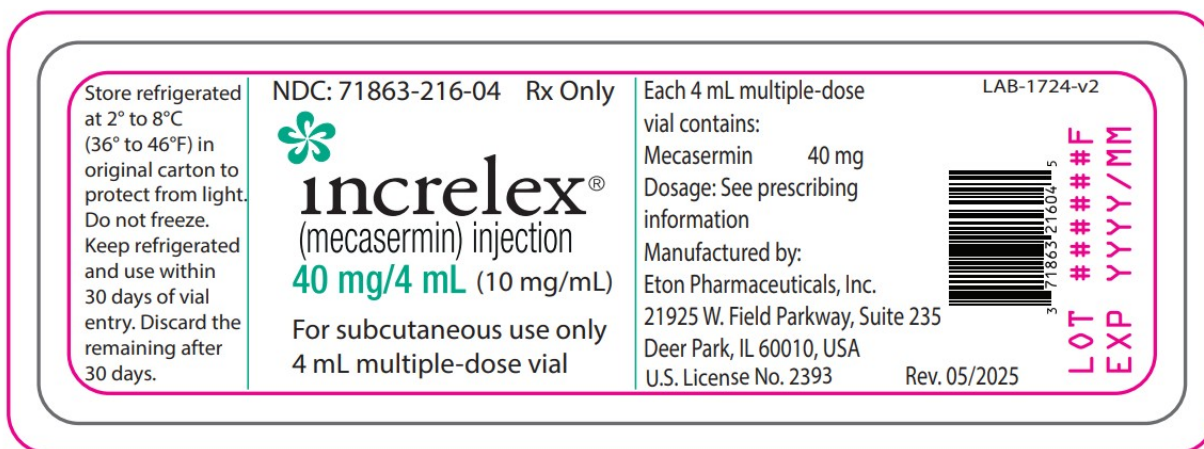 Store refrigerated
at 2° to 8°C
(36° to 46°F) in
original carton to
protect from light.
Do not freeze.
Keep refrigerated
and use within
30 days of vial
entry. Discard the
remaining after
30 days.
NDC: 71863-216-04 Rx Only
increlex®
(mecasermin) injection
40 mg/4 mL (10 mg/mL)
For subcutaneous use only
4 mL multiple-dose vial
Each 4 mL multiple-dose
vial contains:
Mecasermin 40 mg
Dosage: See prescribing
information
Manufactured by:
Eton Pharmaceuticals, Inc.
21925 W. Field Parkway, Suite 235
Deer Park, IL 60010, USA
U.S. License No. 2393 Rev. 05/2025
LAB-1724-v2
3 71863 21604 5
LOT ######F
EXP YYYY/MM